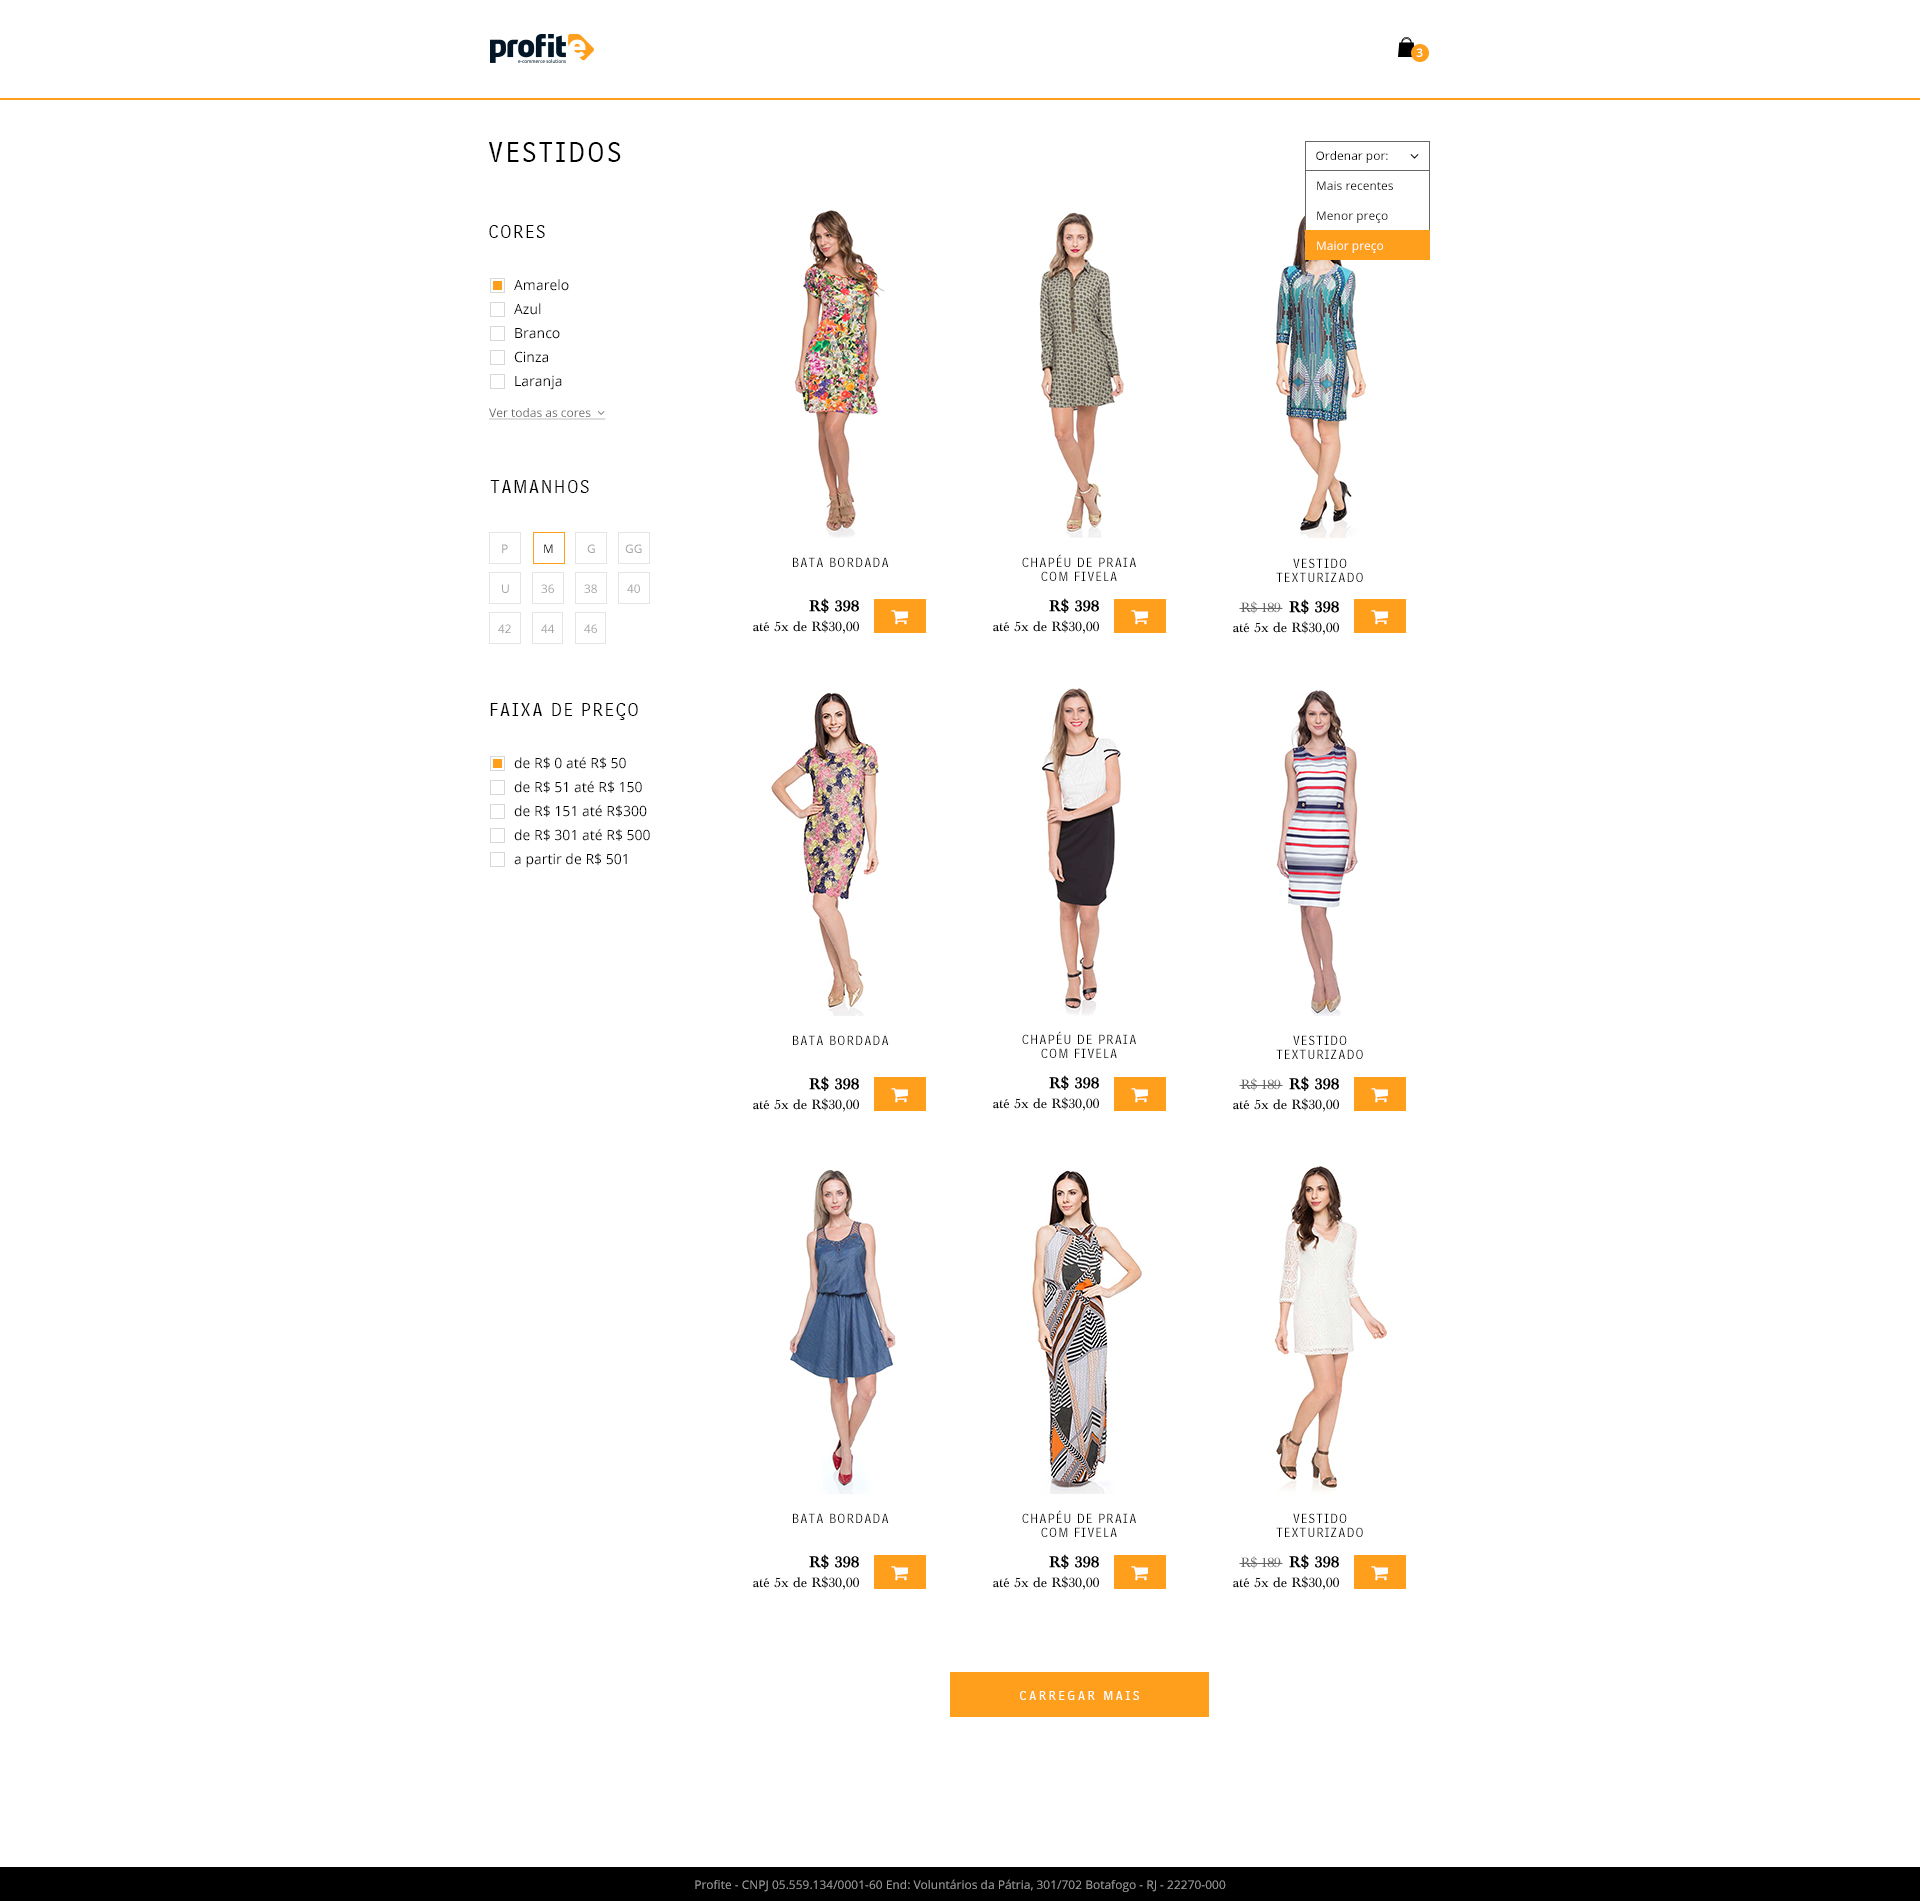 profite
e-commerce solutions
3
VESTIDOS
Ordenar por:
Mais recentes
Menor preço
Maior preço
CORES
Amarelo
Azul
Branco
Cinza
Laranja
Ver todas as cores
TAMANHOS
P M G GG
U 36 38 40
42 44 46
FAIXA DE PREÇO
de R$ 0 até R$ 50
de R$ 51 até R$ 150
de R$ 151 até R$300
de R$ 301 até R$ 500
a partir de R$ 501
BATA BORDADA
R$ 398
até 5x de R$30,00
CHAPÉU DE PRAIA
COM FIVELA
R$ 398
até 5x de R$30,00
VESTIDO
TEXTURIZADO
R$ 189 R$ 398
até 5x de R$30,00
BATA BORDADA
R$ 398
até 5x de R$30,00
CHAPÉU DE PRAIA
COM FIVELA
R$ 398
até 5x de R$30,00
VESTIDO
TEXTURIZADO
R$ 189 R$ 398
até 5x de R$30,00
BATA BORDADA
R$ 398
até 5x de R$30,00
CHAPÉU DE PRAIA
COM FIVELA
R$ 398
até 5x de R$30,00
VESTIDO
TEXTURIZADO
R$ 189 R$ 398
até 5x de R$30,00
CARREGAR MAIS
Profite - CNPJ 05.559.134/0001-60 End: Voluntários da Pátria, 301/702 Botafogo - RJ - 22270-000